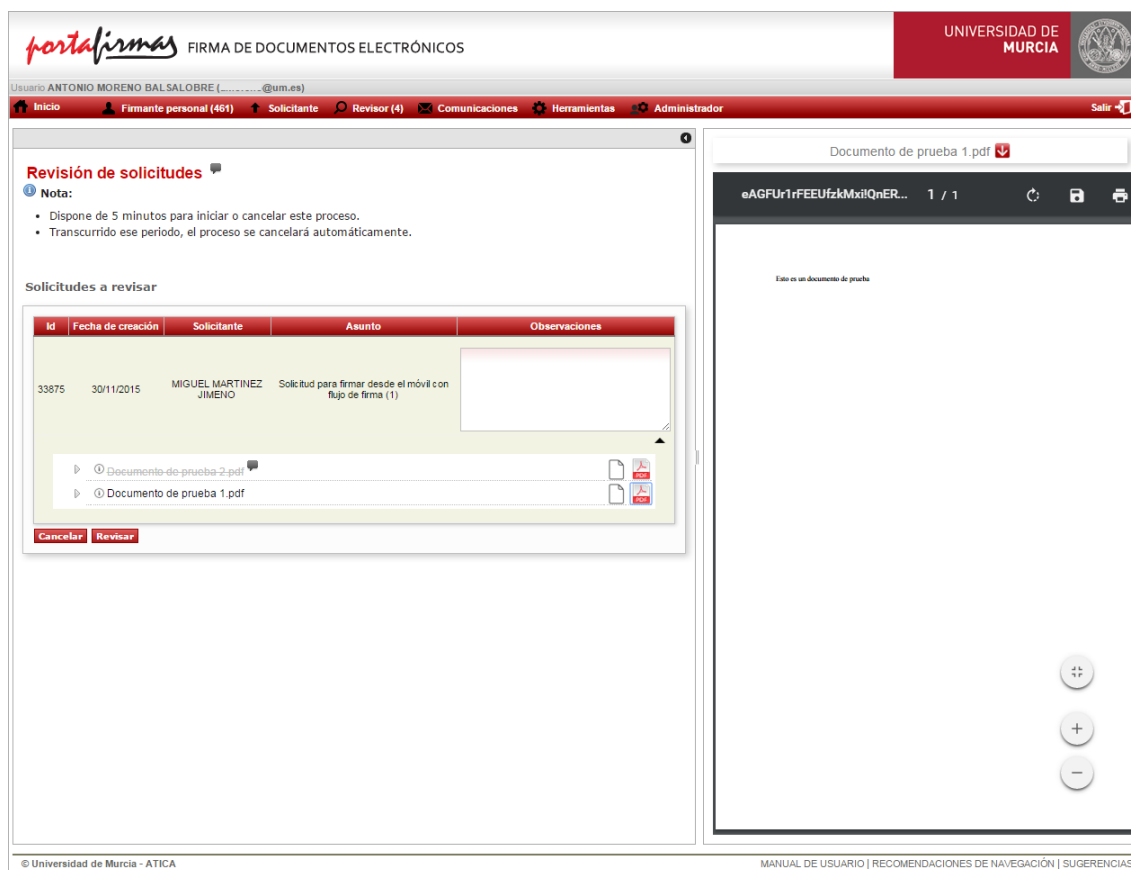 portafirmas FIRMA DE DOCUMENTOS ELECTRÓNICOS
UNIVERSIDAD DE
MURCIA
Usuario ANTONIO MORENO BALSALOBRE ( @um.es)
Inicio Firmante personal (461) Solicitante Revisor (4) Comunicaciones Herramientas Administrador Salir
Documento de prueba 1.pdf
Revisión de solicitudes
Nota:
• Dispone de 5 minutos para iniciar o cancelar este proceso.
• Transcurrido ese periodo, el proceso se cancelará automáticamente.
eAGFUr1rFEEUfzkMxi!QnER... 1 / 1
Esto es un documento de prueba
Solicitudes a revisar
Id Fecha de creación Solicitante Asunto Observaciones
33875 30/11/2015 MIGUEL MARTINEZ JIMENO Solicitud para firmar desde el móvil con flujo de firma (1)
Documento de prueba 2.pdf
PDF
Documento de prueba 1.pdf
PDF
Cancelar Revisar
© Universidad de Murcia - ATICA
MANUAL DE USUARIO | RECOMENDACIONES DE NAVEGACIÓN | SUGERENCIAS